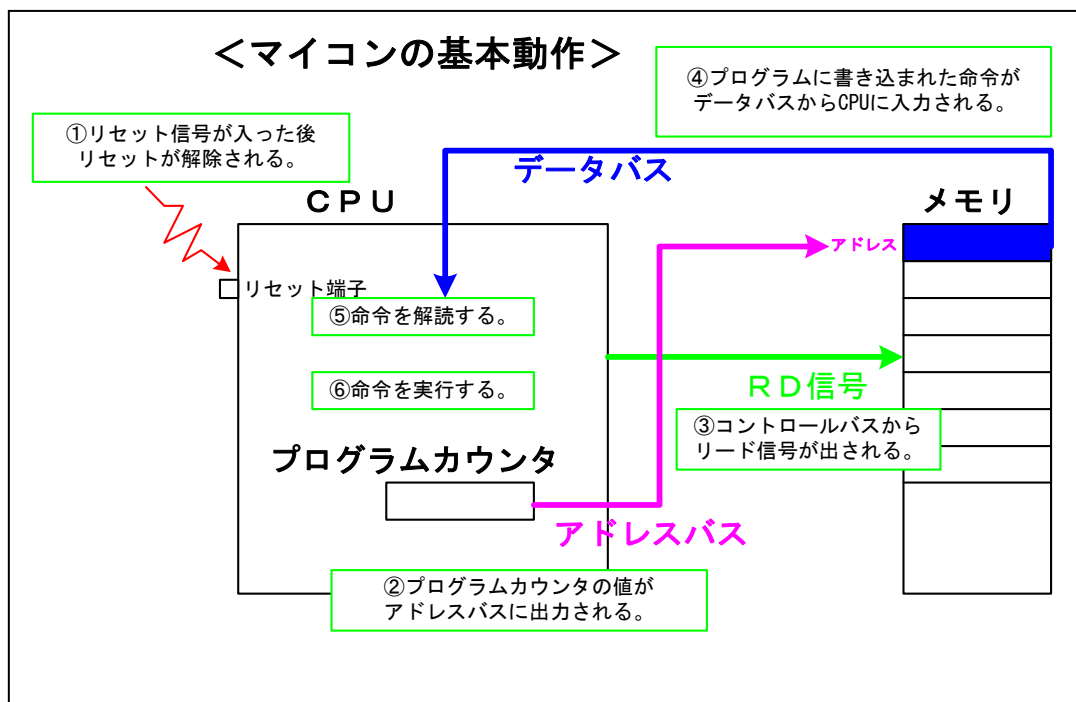 ＜マイコンの基本動作＞
④プログラムに書き込まれた命令が
データバスからCPUに入力される。
①リセット信号が入った後
リセットが解除される。
データバス
ＣＰＵ
メモリ
アドレス
リセット端子
⑤命令を解読する。
ＲＤ信号
⑥命令を実行する。
③コントロールバスから
リード信号が出される。
プログラムカウンタ
アドレスバス
②プログラムカウンタの値が
アドレスバスに出力される。